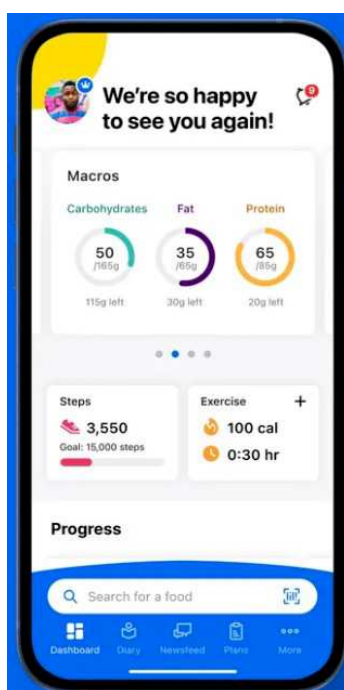 9
We're so happy
to see you again!
Macros
Carbohydrates Fat Protein
50 35 65
/165g /65g /85g
115g left 30g left 20g left
Steps Exercise +
3,550 100 cal
Goal: 15,000 steps 0:30 hr
Progress
Search for a food
Dashboard Diary Newsfeed Plans More